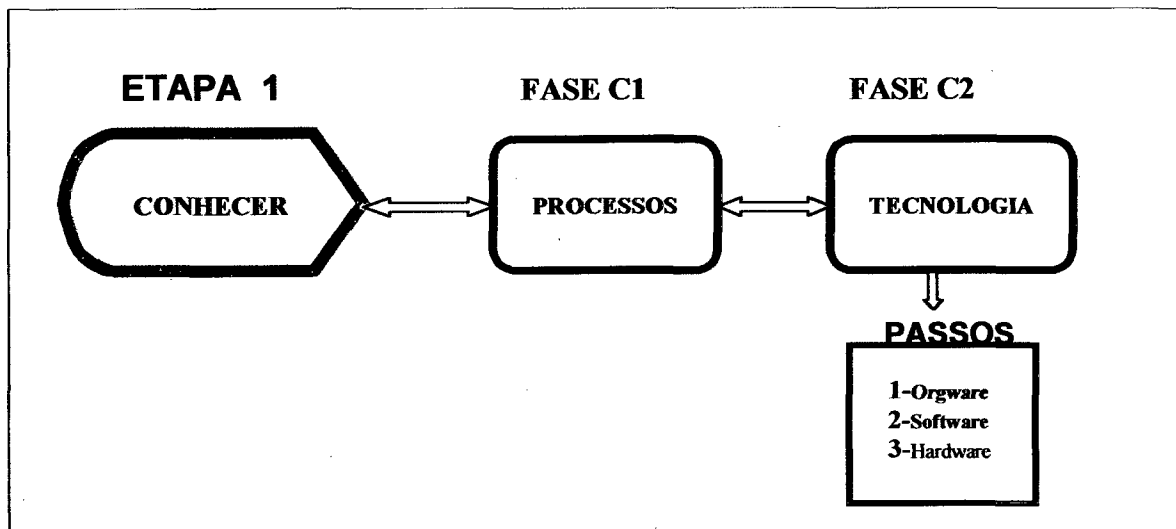 ETAPA 1
FASE C1
FASE C2
CONHECER
PROCESSOS
TECNOLOGIA
PASSOS
1-Orgware
2-Software
3-Hardware